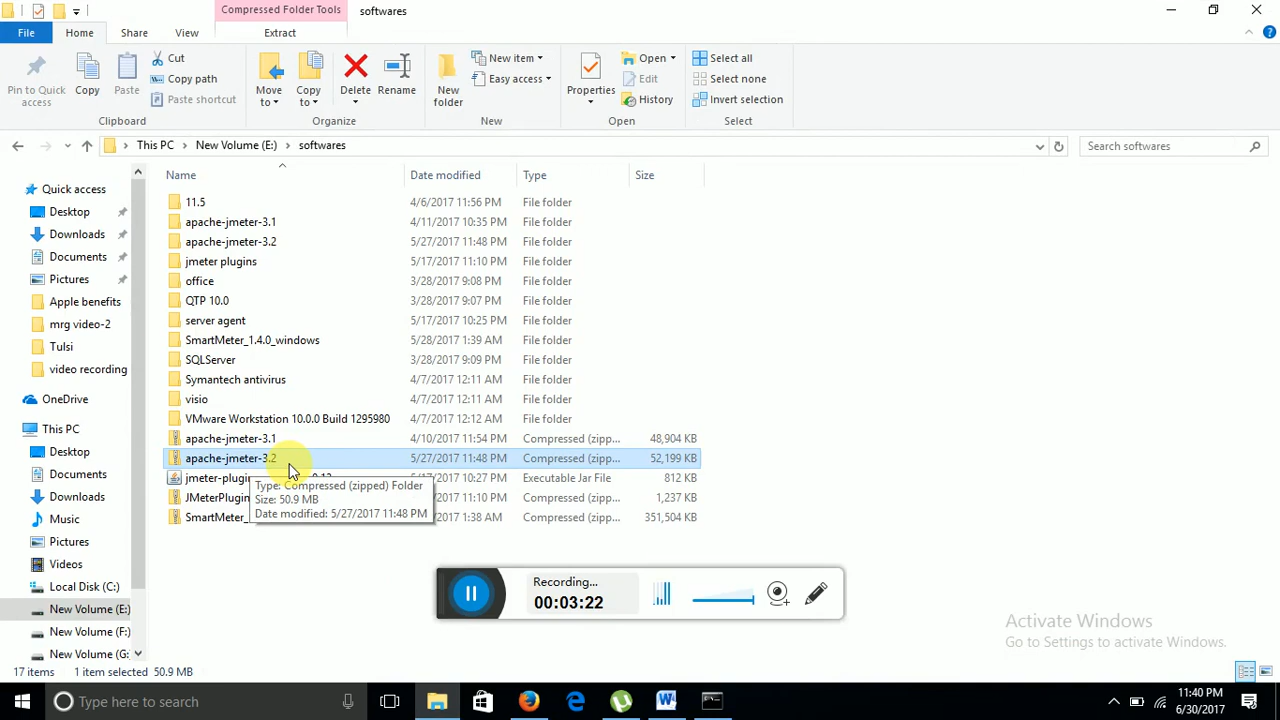 Compressed Folder Tools softwares
File Home Share View Extract
Pin to Quick access
Copy
Paste
Cut
Copy path
Paste shortcut
Clipboard
Move to
Copy to
Delete
Rename
Organize
New folder
New item
Easy access
New
Properties
Open
Edit
History
Open
Select all
Select none
Invert selection
Select
This PC New Volume (E:) softwares Search softwares
Quick access
Desktop
Downloads
Documents
Pictures
Apple benefits
mrg video-2
Tulsi
video recording
OneDrive
This PC
Desktop
Documents
Downloads
Music
Pictures
Videos
Local Disk (C:)
New Volume (E:)
New Volume (F:)
New Volume (G:
Name Date modified Type Size
11.5 4/6/2017 11:56 PM File folder
apache-jmeter-3.1 4/11/2017 10:35 PM File folder
apache-jmeter-3.2 5/27/2017 11:48 PM File folder
jmeter plugins 5/17/2017 11:10 PM File folder
office 3/28/2017 9:08 PM File folder
QTP 10.0 3/28/2017 9:07 PM File folder
server agent 5/17/2017 10:25 PM File folder
SmartMeter_1.4.0_windows 5/28/2017 1:39 AM File folder
SQLServer 3/28/2017 9:09 PM File folder
Symantech antivirus 4/7/2017 12:11 AM File folder
visio 4/7/2017 12:11 AM File folder
VMware Workstation 10.0.0 Build 1295980 4/7/2017 12:12 AM File folder
apache-jmeter-3.1 4/10/2017 11:54 PM Compressed (zipp... 48,904 KB
apache-jmeter-3.2 5/27/2017 11:48 PM Compressed (zipp... 52,199 KB
jmeter-plugin 10:27 PM Executable Jar File 812 KB
JMeterPlugin 11:10 PM Compressed (zipp... 1,237 KB
SmartMeter_ 1:38 AM Compressed (zipp... 351,504 KB
Type: Compressed (zipped) Folder
Size: 50.9 MB
Date modified: 5/27/2017 11:48 PM
Recording...
00:03:22
Activate Windows
Go to Settings to activate Windows.
17 items 1 item selected 50.9 MB
Type here to search
11:40 PM
6/30/2017